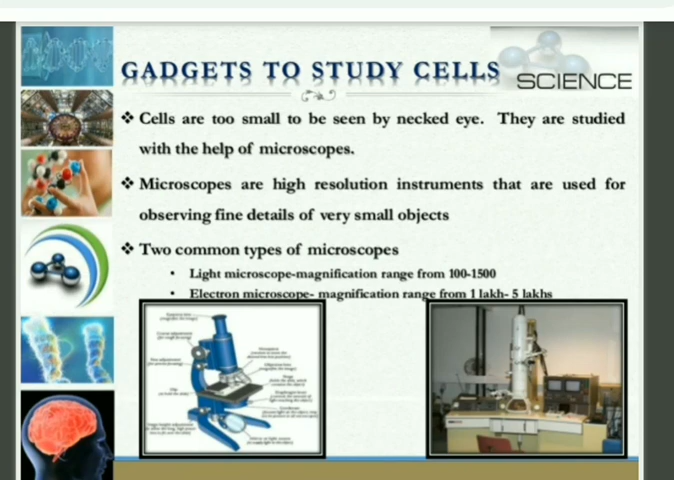 GADGETS TO STUDY CELLS
SCIENCE
❖ Cells are too small to be seen by necked eye. They are studied
with the help of microscopes.
❖ Microscopes are high resolution instruments that are used for
observing fine details of very small objects
❖ Two common types of microscopes
• Light microscope-magnification range from 100-1500
• Electron microscope- magnification range from 1 lakh- 5 lakhs